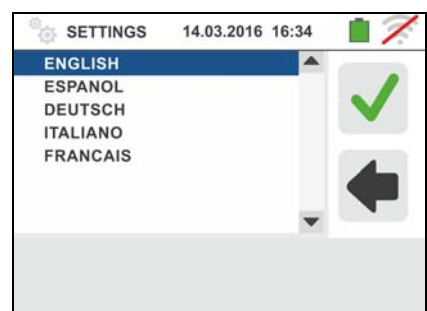 SETTINGS 14.03.2016 16:34
ENGLISH
ESPANOL
DEUTSCH
ITALIANO
FRANCAIS